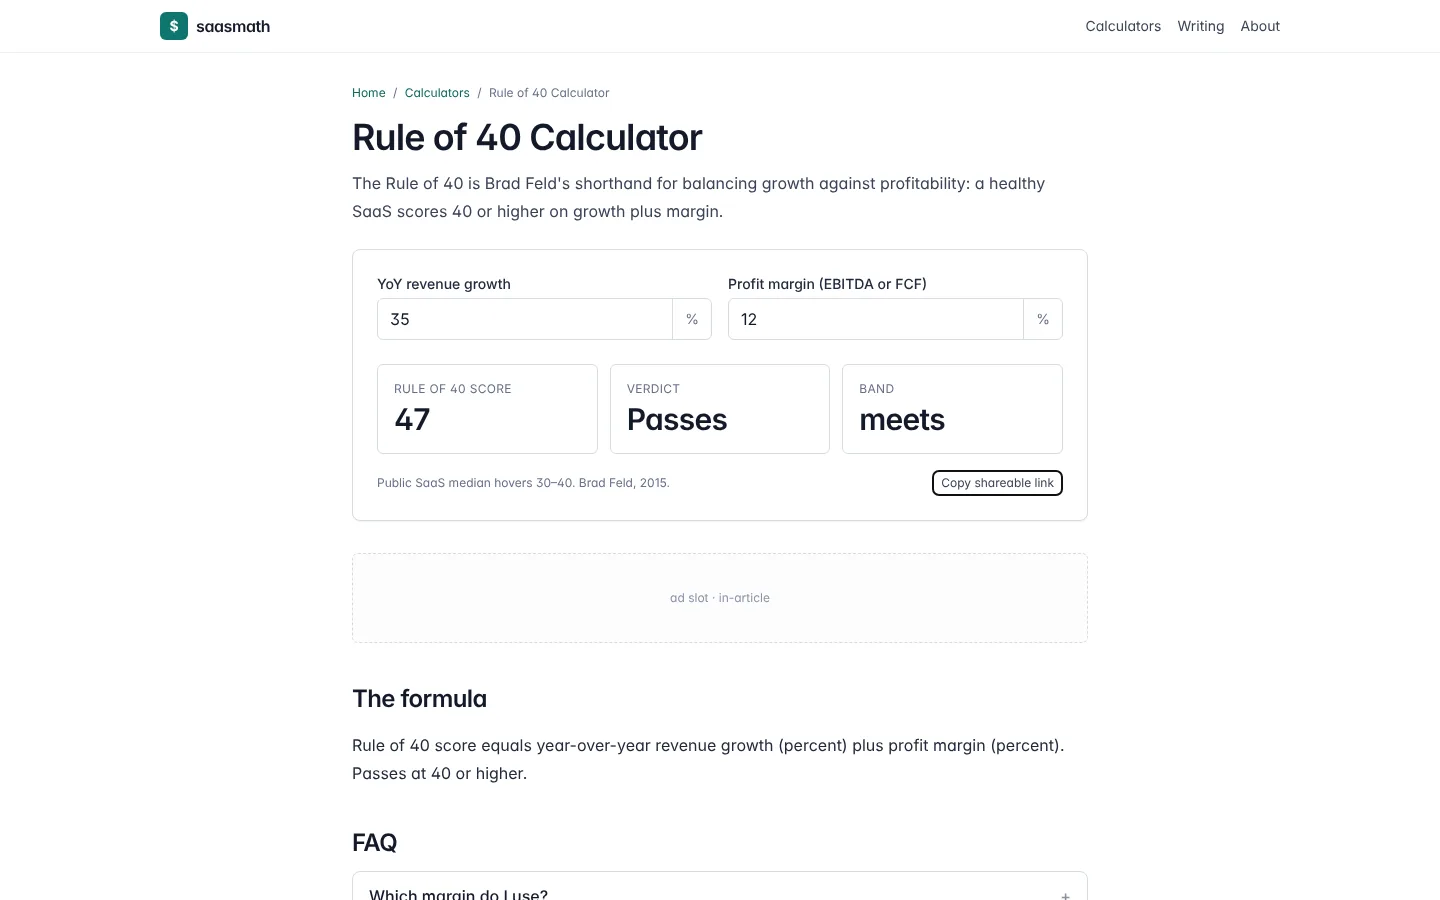 $ saasmath
Calculators Writing About
Home / Calculators / Rule of 40 Calculator
Rule of 40 Calculator
The Rule of 40 is Brad Feld's shorthand for balancing growth against profitability: a healthy
SaaS scores 40 or higher on growth plus margin.
YoY revenue growth
35 %
Profit margin (EBITDA or FCF)
12 %
RULE OF 40 SCORE
47
VERDICT
Passes
BAND
meets
Public SaaS median hovers 30–40. Brad Feld, 2015.
Copy shareable link
ad slot · in-article
The formula
Rule of 40 score equals year-over-year revenue growth (percent) plus profit margin (percent).
Passes at 40 or higher.
FAQ
Which margin do I use? +